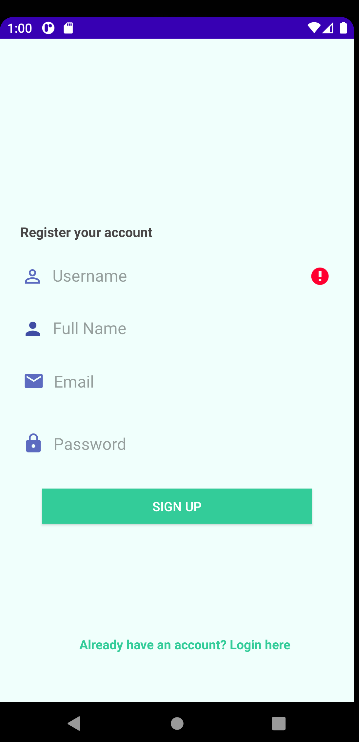 1:00
Register your account
Username
Full Name
Email
Password
SIGN UP
Already have an account? Login here